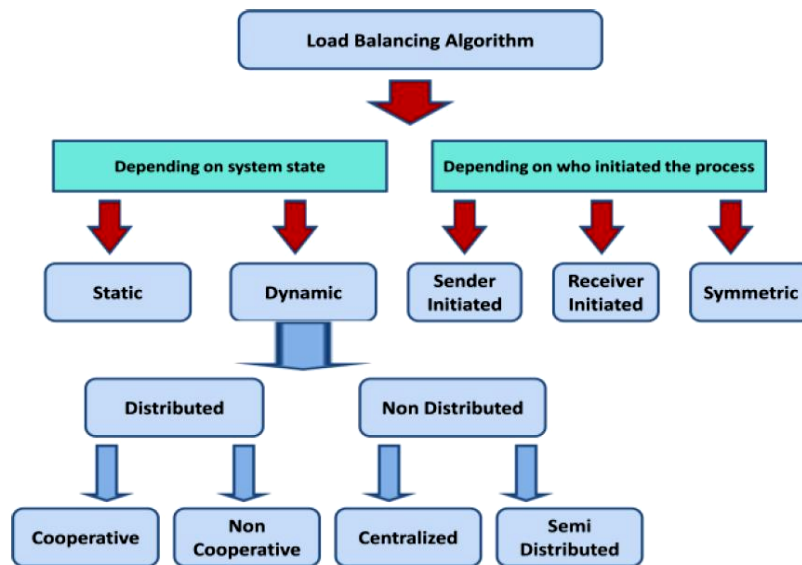 Load Balancing Algorithm
Depending on system state
Depending on who initiated the process
Static
Dynamic
Sender
Initiated
Receiver
Initiated
Symmetric
Distributed
Non Distributed
Cooperative
Non
Cooperative
Centralized
Semi
Distributed